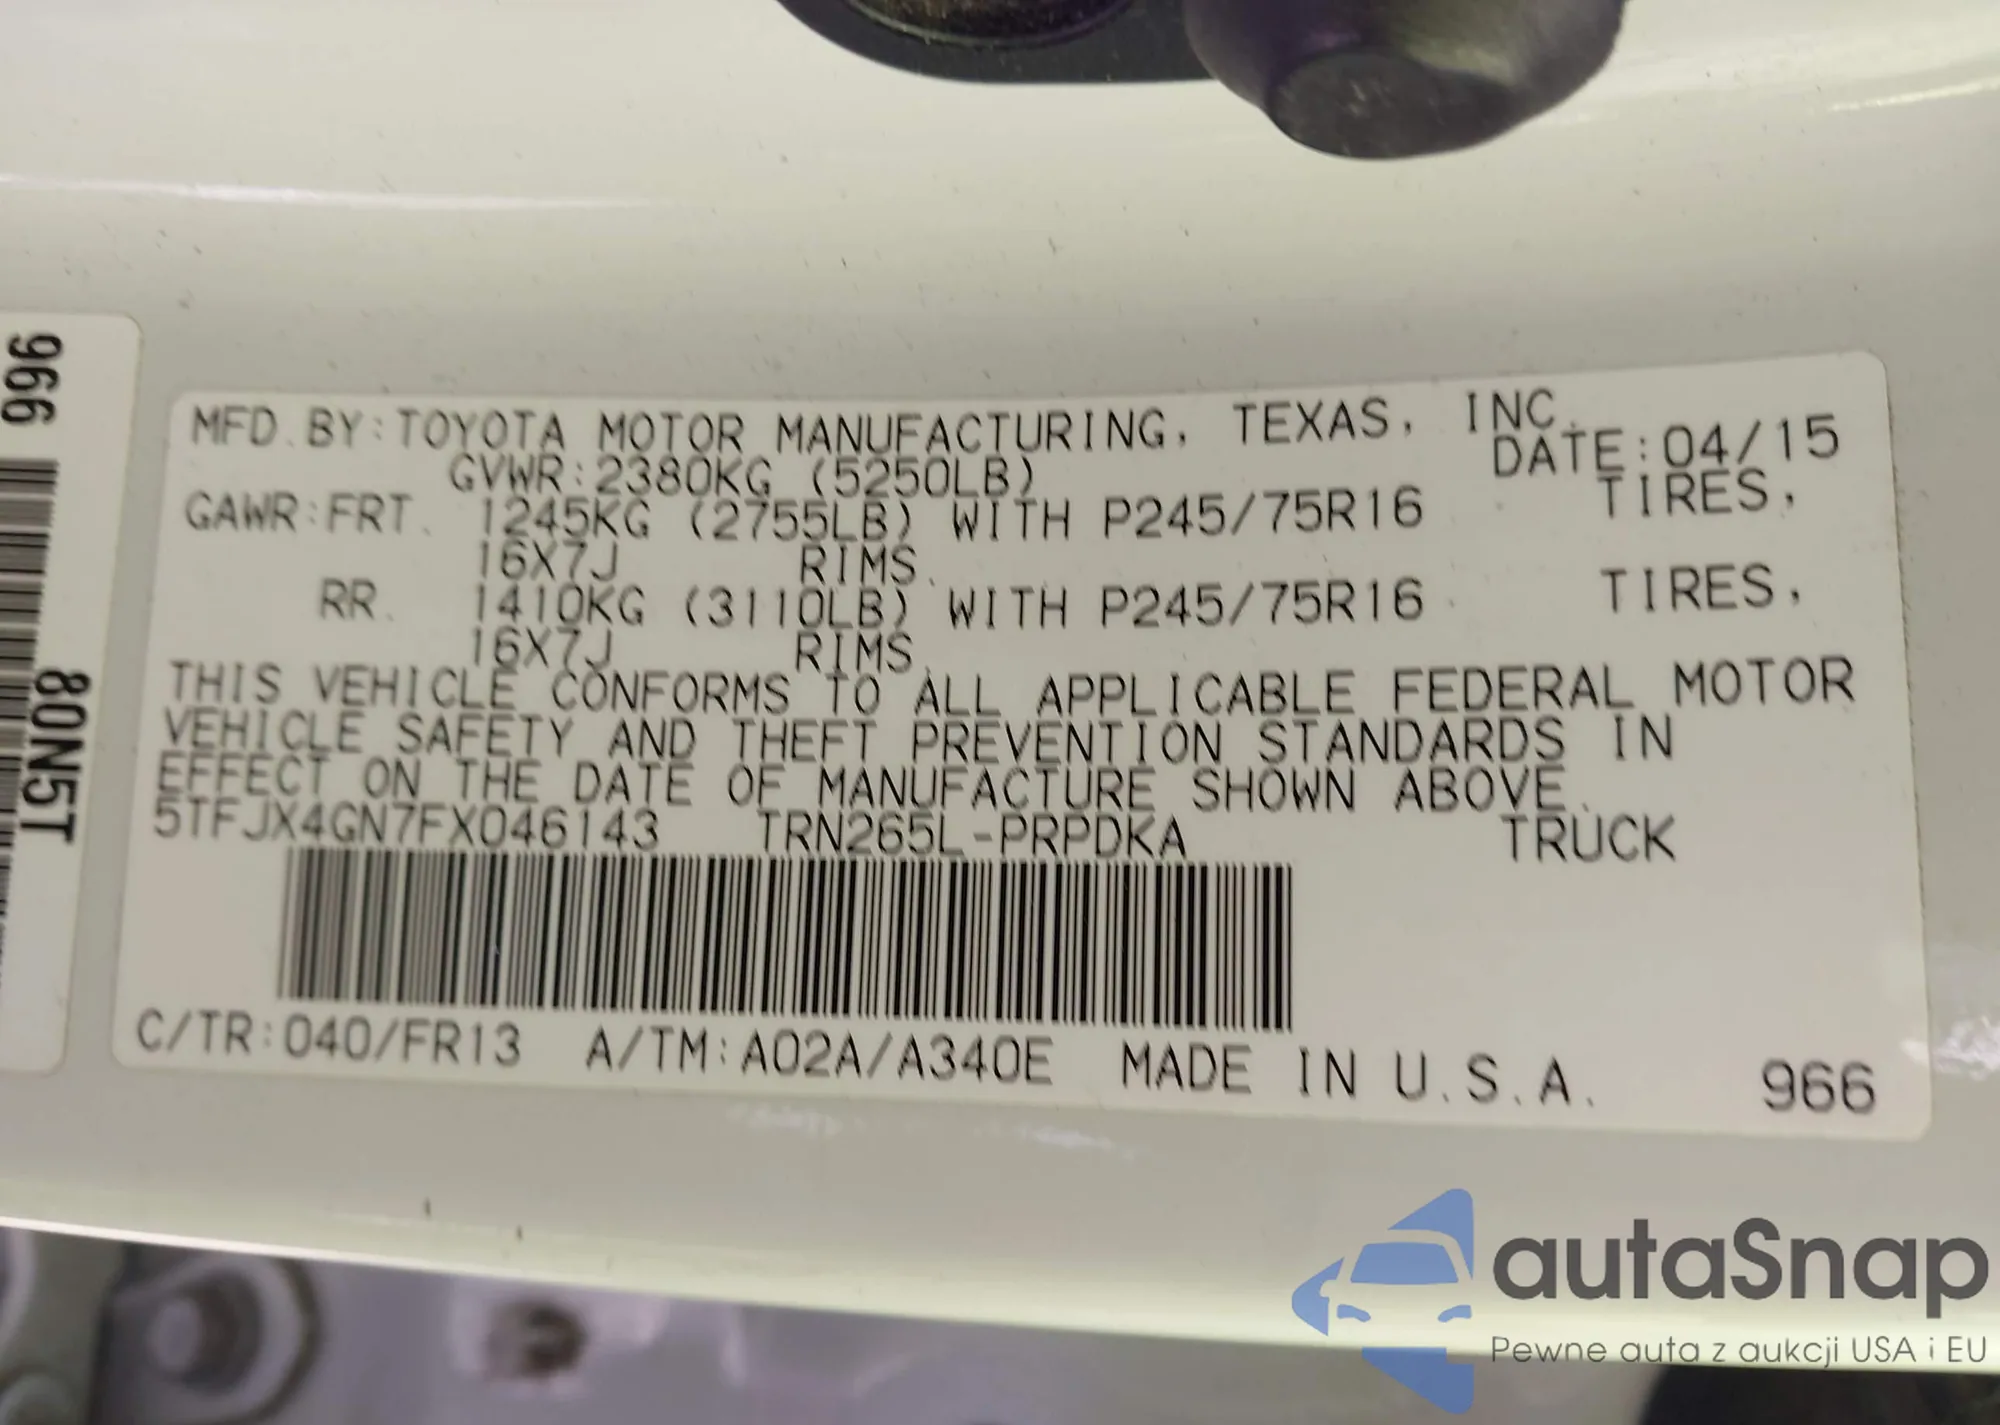 966
80N5T
MFD. BY: TOYOTA MOTOR MANUFACTURING, TEXAS, INC.
GVWR: 2380KG (5250LB) DATE: 04/15
GAWR: FRT. 1245KG (2755LB) WITH P245/75R16 TIRES,
16X7J RIMS.
RR. 1410KG (3110LB) WITH P245/75R16 TIRES,
16X7J RIMS.
THIS VEHICLE CONFORMS TO ALL APPLICABLE FEDERAL MOTOR
VEHICLE SAFETY AND THEFT PREVENTION STANDARDS IN
EFFECT ON THE DATE OF MANUFACTURE SHOWN ABOVE.
5TFJX4GN7FX046143 TRN265L-PRPDKA TRUCK
C/TR: 040/FR13 A/TM: A02A/A340E MADE IN U.S.A. 966
autaSnap
Pewne auta z aukcji USA i EU